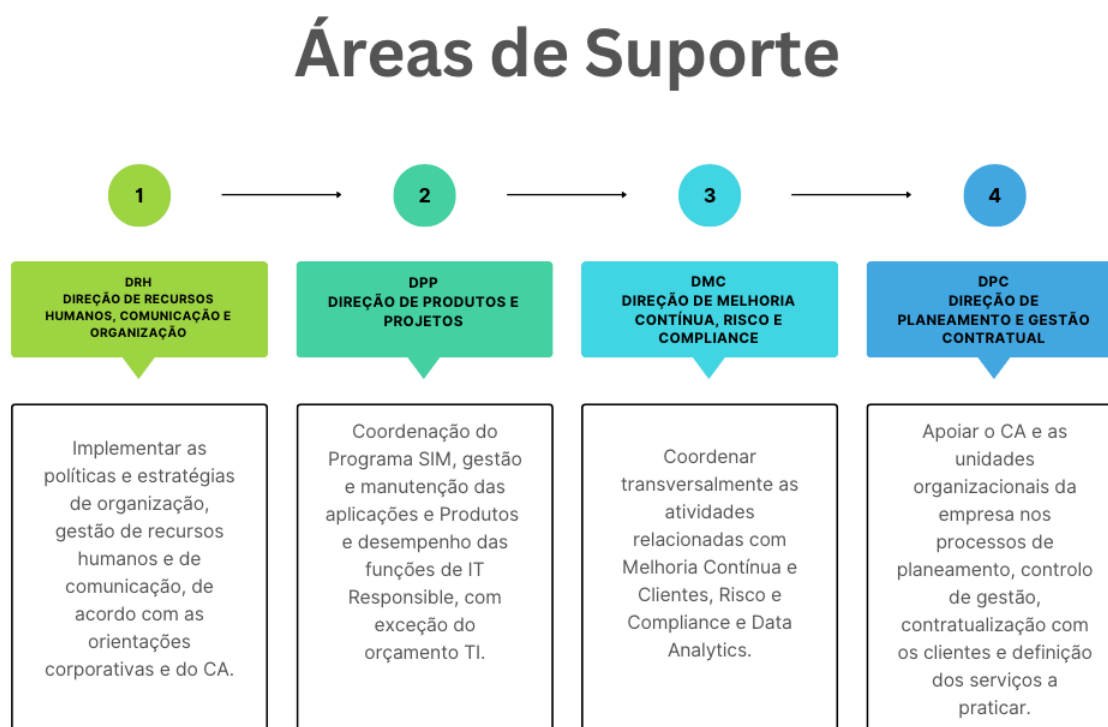 Áreas de Suporte
1
2
3
4
DRH
DIREÇÃO DE RECURSOS
HUMANOS, COMUNICAÇÃO E
ORGANIZAÇÃO
Implementar as
políticas e estratégias
de organização,
gestão de recursos
humanos e de
comunicação, de
acordo com as
orientações
corporativas e do CA.
DPP
DIREÇÃO DE PRODUTOS E
PROJETOS
Coordenação do
Programa SIM, gestão
e manutenção das
aplicações e Produtos
e desempenho das
funções de IT
Responsible, com
exceção do
orçamento TI.
DMC
DIREÇÃO DE MELHORIA
CONTÍNUA, RISCO E
COMPLIANCE
Coordenar
transversalmente as
atividades
relacionadas com
Melhoria Contínua e
Clientes, Risco e
Compliance e Data
Analytics.
DPC
DIREÇÃO DE
PLANEAMENTO E GESTÃO
CONTRATUAL
Apoiar o CA e as
unidades
organizacionais da
empresa nos
processos de
planeamento, controlo
de gestão,
contratualização com
os clientes e definição
dos serviços a
praticar.